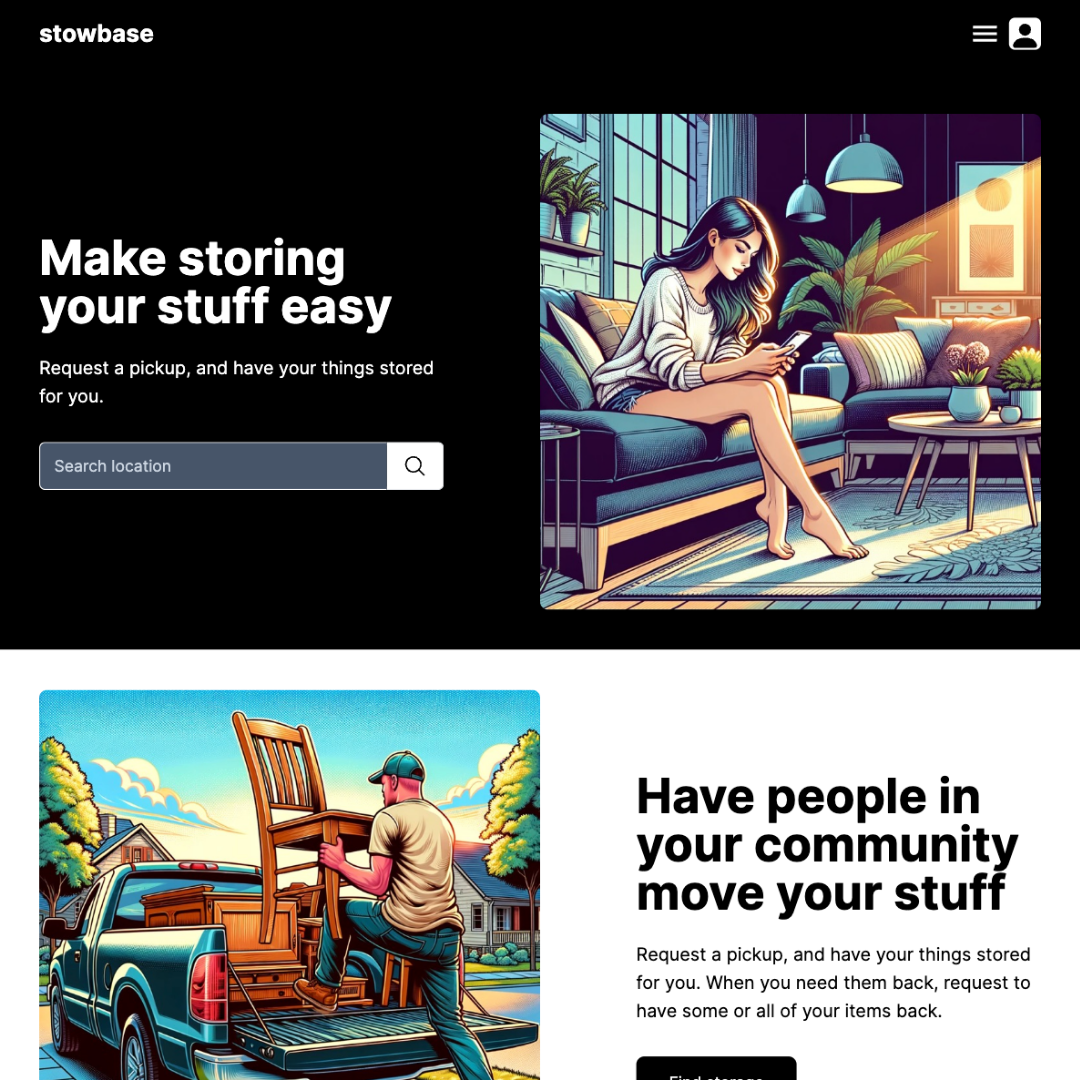 stowbase
Make storing
your stuff easy
Request a pickup, and have your things stored
for you.
Search location
Have people in
your community
move your stuff
Request a pickup, and have your things stored
for you. When you need them back, request to
have some or all of your items back.
Find storage